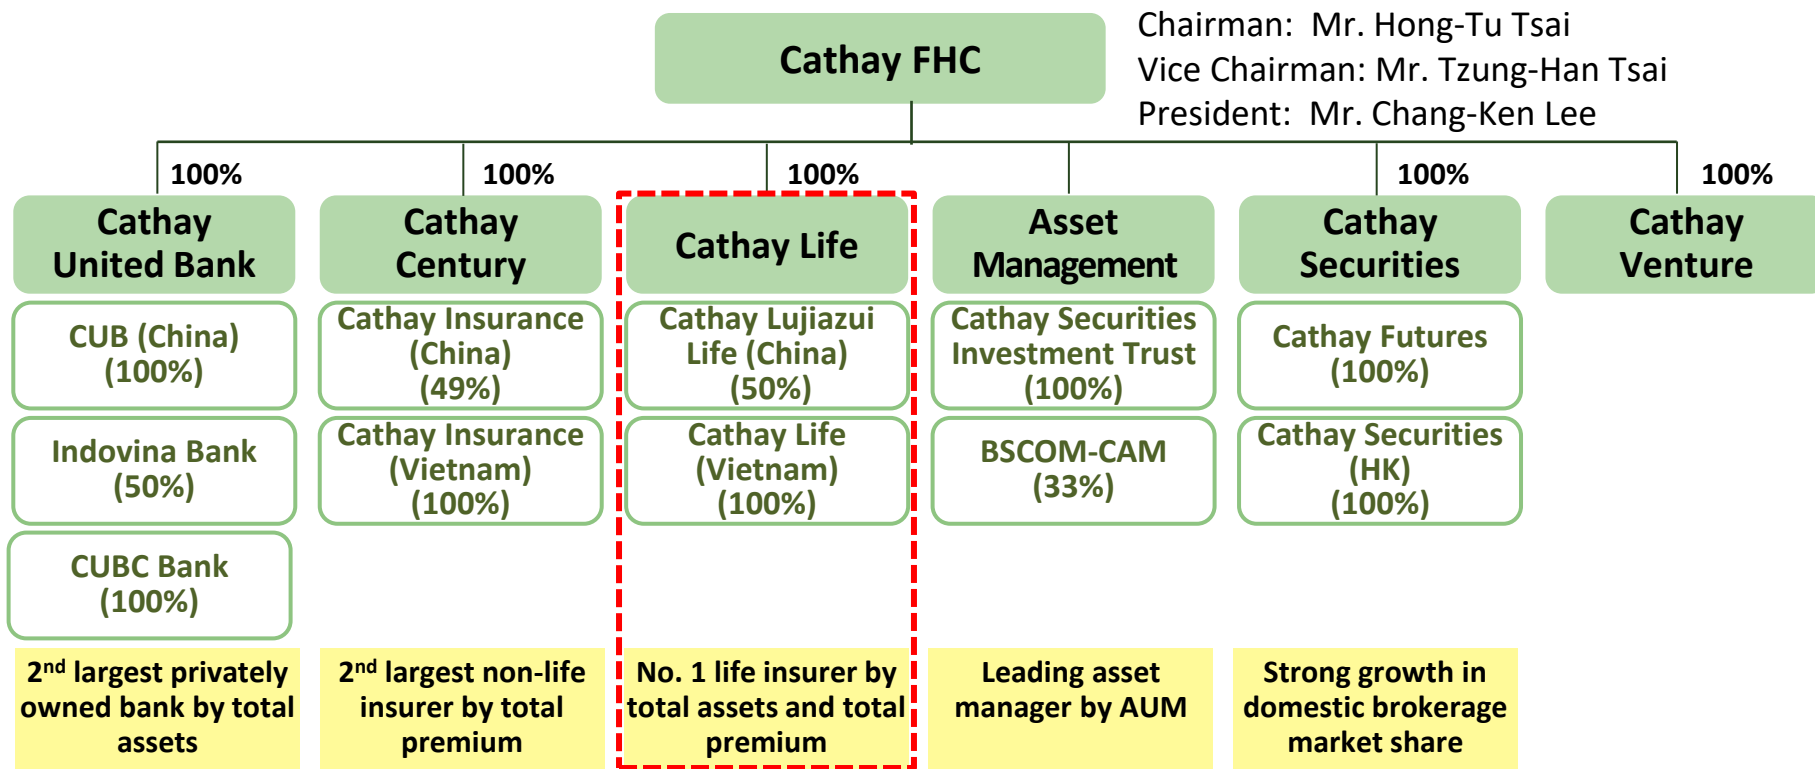 Cathay FHC
Chairman: Mr. Hong-Tu Tsai
Vice Chairman: Mr. Tzung-Han Tsai
President: Mr. Chang-Ken Lee
100%
100%
100%
100%
100%
Cathay
United Bank
CUB (China)
(100%)
Indovina Bank
(50%)
CUBC Bank
(100%)
2nd largest privately
owned bank by total
assets
Cathay
Century
Cathay Insurance
(China)
(49%)
Cathay Insurance
(Vietnam)
(100%)
2nd largest non-life
insurer by total
premium
Cathay Life
Cathay Lujiazui
Life (China)
(50%)
Cathay Life
(Vietnam)
(100%)
No. 1 life insurer by
total assets and total
premium
Asset
Management
Cathay Securities
Investment Trust
(100%)
BSCOM-CAM
(33%)
Leading asset
manager by AUM
Cathay
Securities
Cathay Futures
(100%)
Cathay Securities
(HK)
(100%)
Strong growth in
domestic brokerage
market share
Cathay
Venture